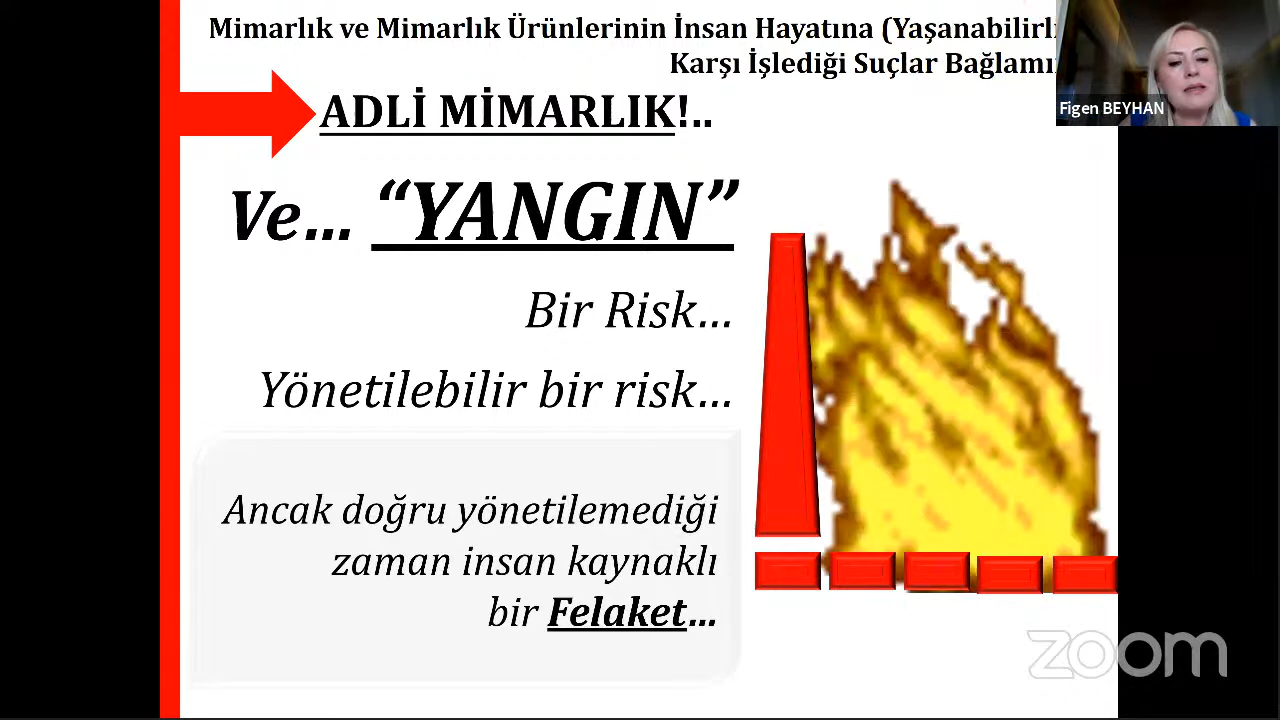 Mimarlık ve Mimarlık Ürünlerinin İnsan Hayatına
Karşı İşlediği Suçlar
ADLİ MİMARLIK!..
Ve… “YANGIN”
Bir Risk…
Yönetilebilir bir risk…
Ancak doğru yönetilemediği
zaman insan kaynaklı
bir Felaket…
Figen BEYHAN
zoom